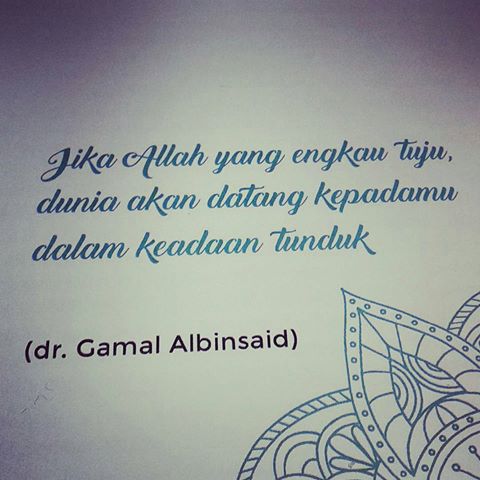 Jika Allah yang engkau tuju,
dunia akan datang kepadamu
dalam keadaan tunduk
(dr. Gamal Albinsaid)